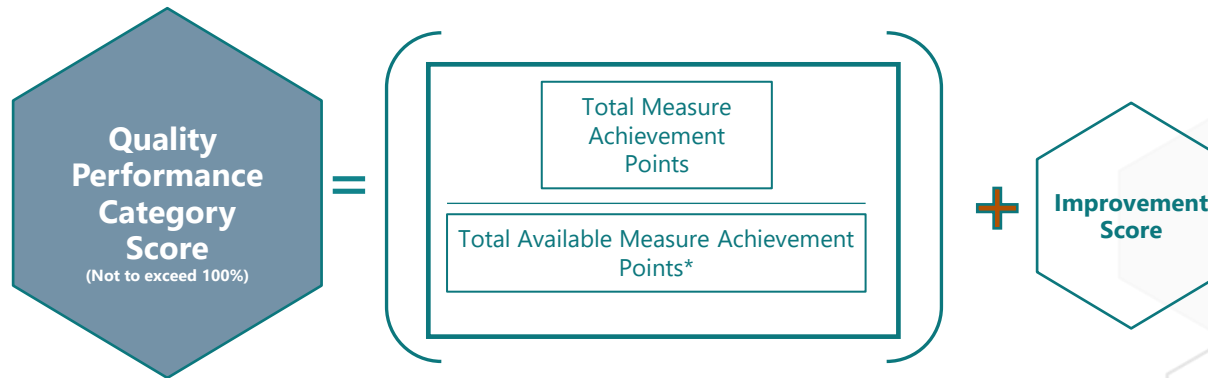 Quality
Performance
Category
Score
(Not to exceed 100%)
=
Total Measure
Achievement
Points
Total Available Measure Achievement
Points*
+
Improvement
Score